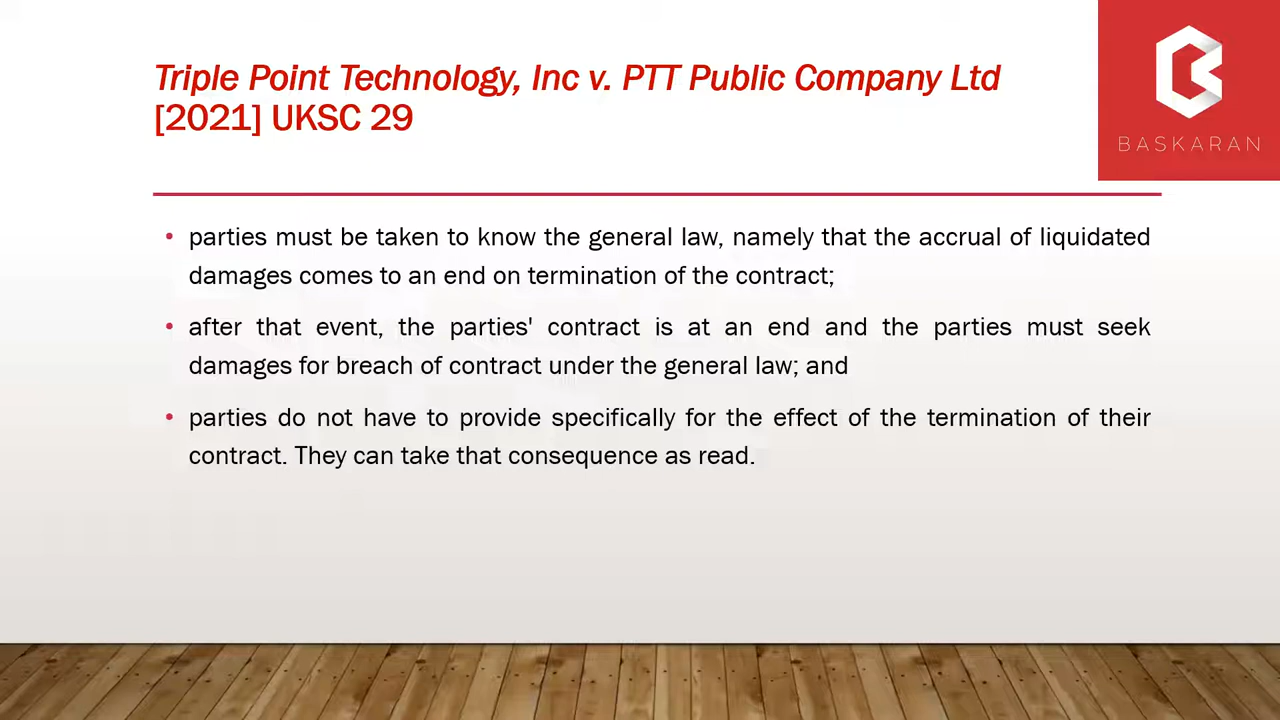 Triple Point Technology, Inc v. PTT Public Company Ltd
[2021] UKSC 29
BASKARAN
• parties must be taken to know the general law, namely that the accrual of liquidated
damages comes to an end on termination of the contract;
• after that event, the parties' contract is at an end and the parties must seek
damages for breach of contract under the general law; and
• parties do not have to provide specifically for the effect of the termination of their
contract. They can take that consequence as read.